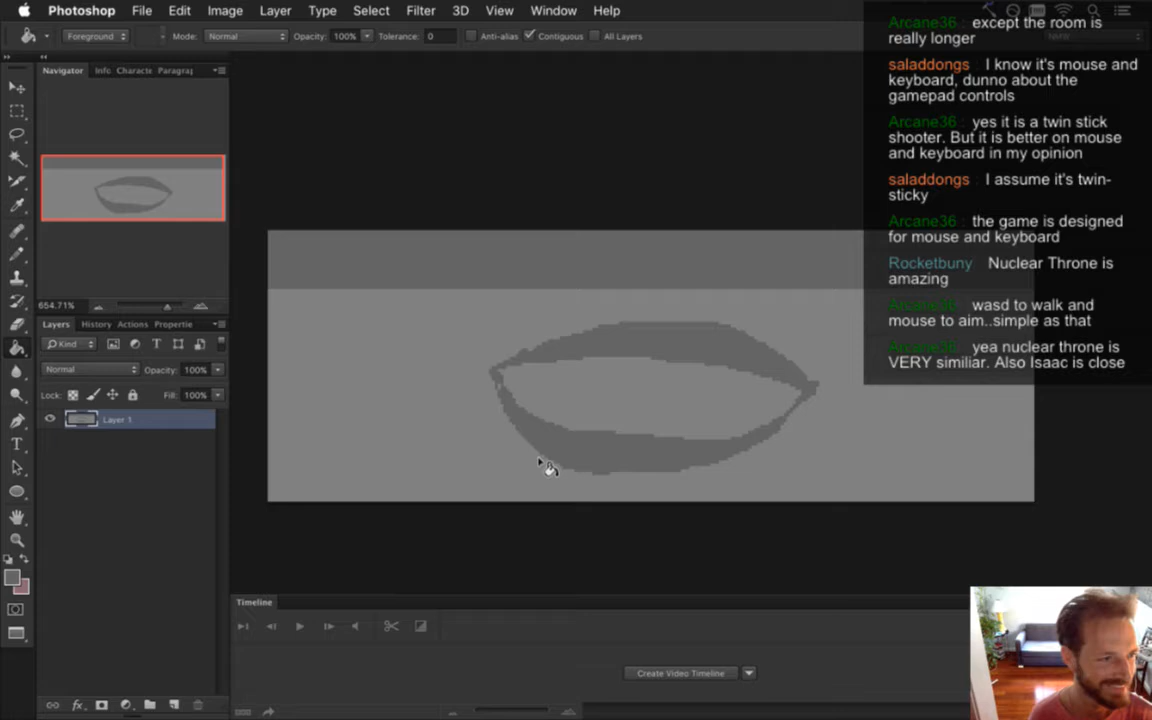 Photoshop File Edit Image Layer Type Select Filter 3D View Window Help
Foreground Mode: Normal Opacity: 100% Tolerance: 0 Anti-alias Contiguous All Layers
Navigator Info Characte Paragraj
654.71%
Layers History Actions Propertie
Kind
Normal Opacity: 100%
Lock: Fill: 100%
Layer 1
Timeline
Create Video Timeline
Arcane36 : except the room is
really longer
saladdongs : I know it's mouse and
keyboard, dunno about the
gamepad controls
Arcane36 : yes it is a twin stick
shooter. But it is better on mouse
and keyboard in my opinion
saladdongs : I assume it's twin-
sticky
Arcane36 : the game is designed
for mouse and keyboard
Rocketbuny Nuclear Throne is
amazing
Arcane36 : wasd to walk and
mouse to aim..simple as that
Arcane36 : yea nuclear throne is
VERY similiar. Also Isaac is close